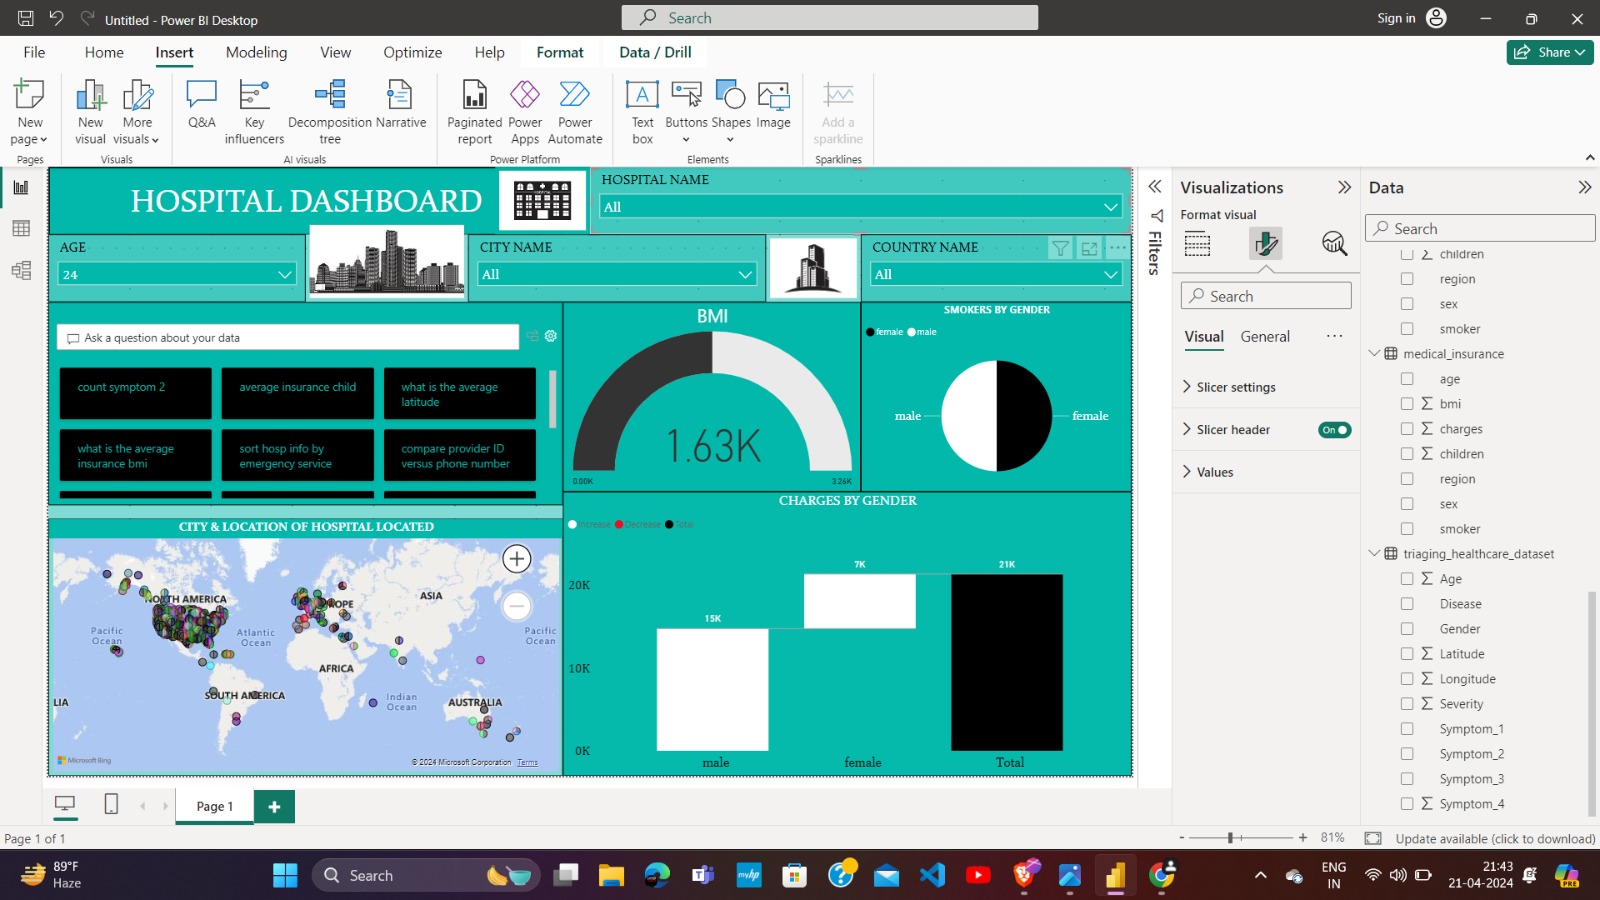 Untitled - Power BI Desktop
Search
Sign in
File Home Insert Modeling View Optimize Help Format Data / Drill
Share
New page
New visual
More visuals
Q&A
Key influencers
Decomposition tree
Narrative
Paginated report
Power Apps
Power Automate
Text box
Buttons
Shapes
Image
Add a sparkline
Pages
Visuals
AI visuals
Power Platform
Elements
Sparklines
HOSPITAL DASHBOARD
HOSPITAL
HOSPITAL NAME
All
AGE
24
CITY NAME
All
COUNTRY NAME
All
Ask a question about your data
count symptom 2
average insurance child
what is the average
latitude
what is the average
insurance bmi
sort hosp info by
emergency service
compare provider ID
versus phone number
BMI
1.63K
0.00K
3.26K
SMOKERS BY GENDER
female male
male
female
CITY & LOCATION OF HOSPITAL LOCATED
NORTH AMERICA
ASIA
Pacific
Ocean
Atlantic
Ocean
Pacific
Ocean
AFRICA
SOUTH AMERICA
Indian
Ocean
AUSTRALIA
LIA
Microsoft Bing
© 2024 Microsoft Corporation Terms
CHARGES BY GENDER
Increase Decrease Total
20K
10K
0K
15K
7K
21K
male
female
Total
Filters
Visualizations
Format visual
Search
Visual General
Slicer settings
Slicer header
On
Values
Data
Search
children
region
sex
smoker
medical_insurance
age
bmi
charges
children
region
sex
smoker
triaging_healthcare_dataset
Age
Disease
Gender
Latitude
Longitude
Severity
Symptom_1
Symptom_2
Symptom_3
Symptom_4
Page 1
Page 1 of 1
81%
Update available (click to download)
89°F
Haze
Search
myhp
PRE
ENG
IN
21:43
21-04-2024